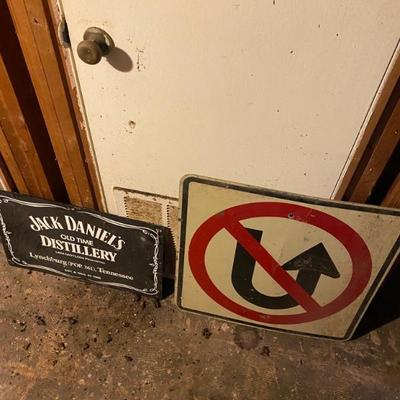 JACK DANIEL'S
OLD TIME
DISTILLERY
Lynchburg (POP 361), Tennessee